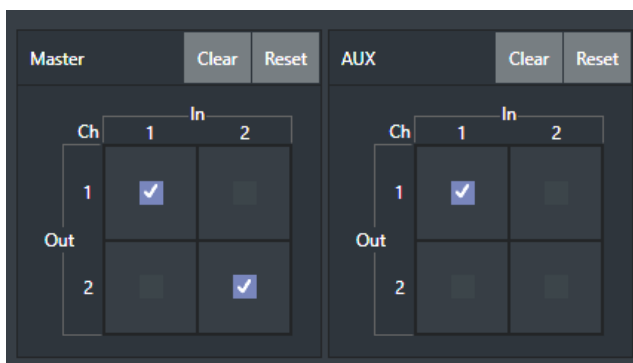 Master Clear Reset
In
Ch 1 2
1
Out
2
AUX Clear Reset
In
Ch 1 2
1
Out
2